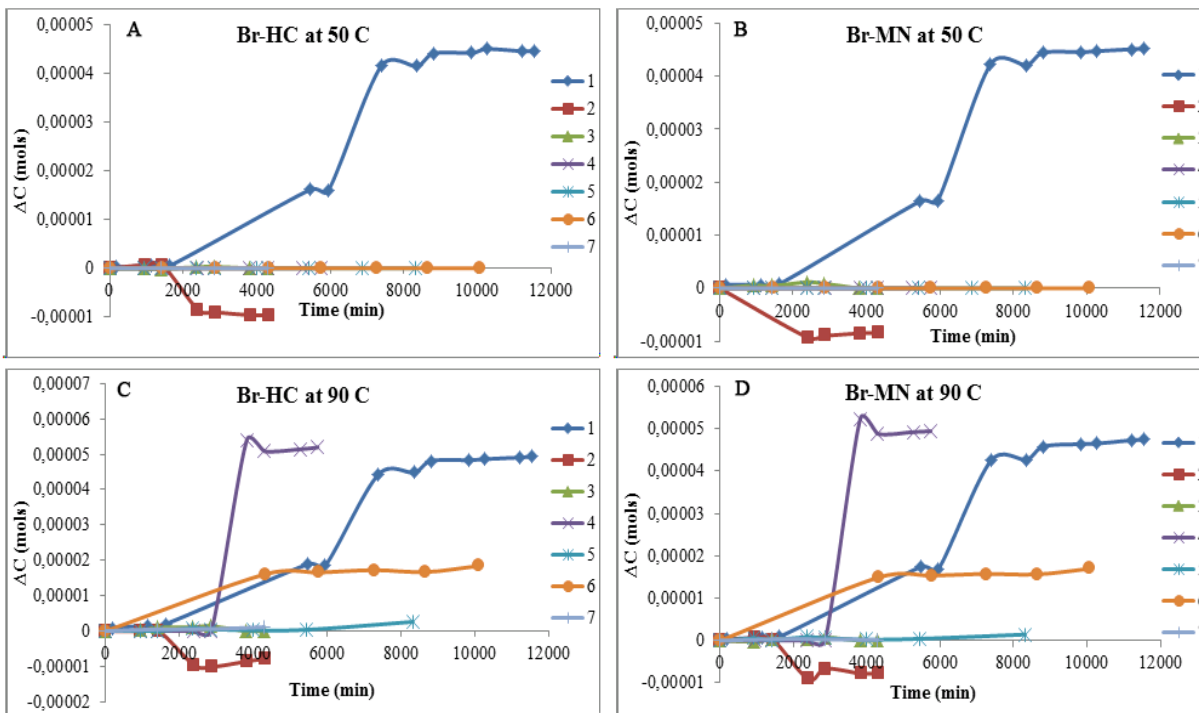 A
Br-HC at 50 C
0,00005
0,00004
0,00003
0,00002
0,00001
0
-0,00001
ΔC (mols)
0 2000 4000 6000 8000 10000 12000
Time (min)
1
2
3
4
5
6
7
B
Br-MN at 50 C
0,00005
0,00004
0,00003
0,00002
0,00001
0
-0,00001
ΔC (mols)
0 2000 4000 6000 8000 10000 12000
Time (min)
C
Br-HC at 90 C
0,00007
0,00006
0,00005
0,00004
0,00003
0,00002
0,00001
0
-0,00001
-0,00002
ΔC (mols)
0 2000 4000 6000 8000 10000 12000
Time (min)
1
2
3
4
5
6
7
D
Br-MN at 90 C
0,00006
0,00005
0,00004
0,00003
0,00002
0,00001
0
-0,00001
ΔC (mols)
0 2000 4000 6000 8000 10000 12000
Time (min)